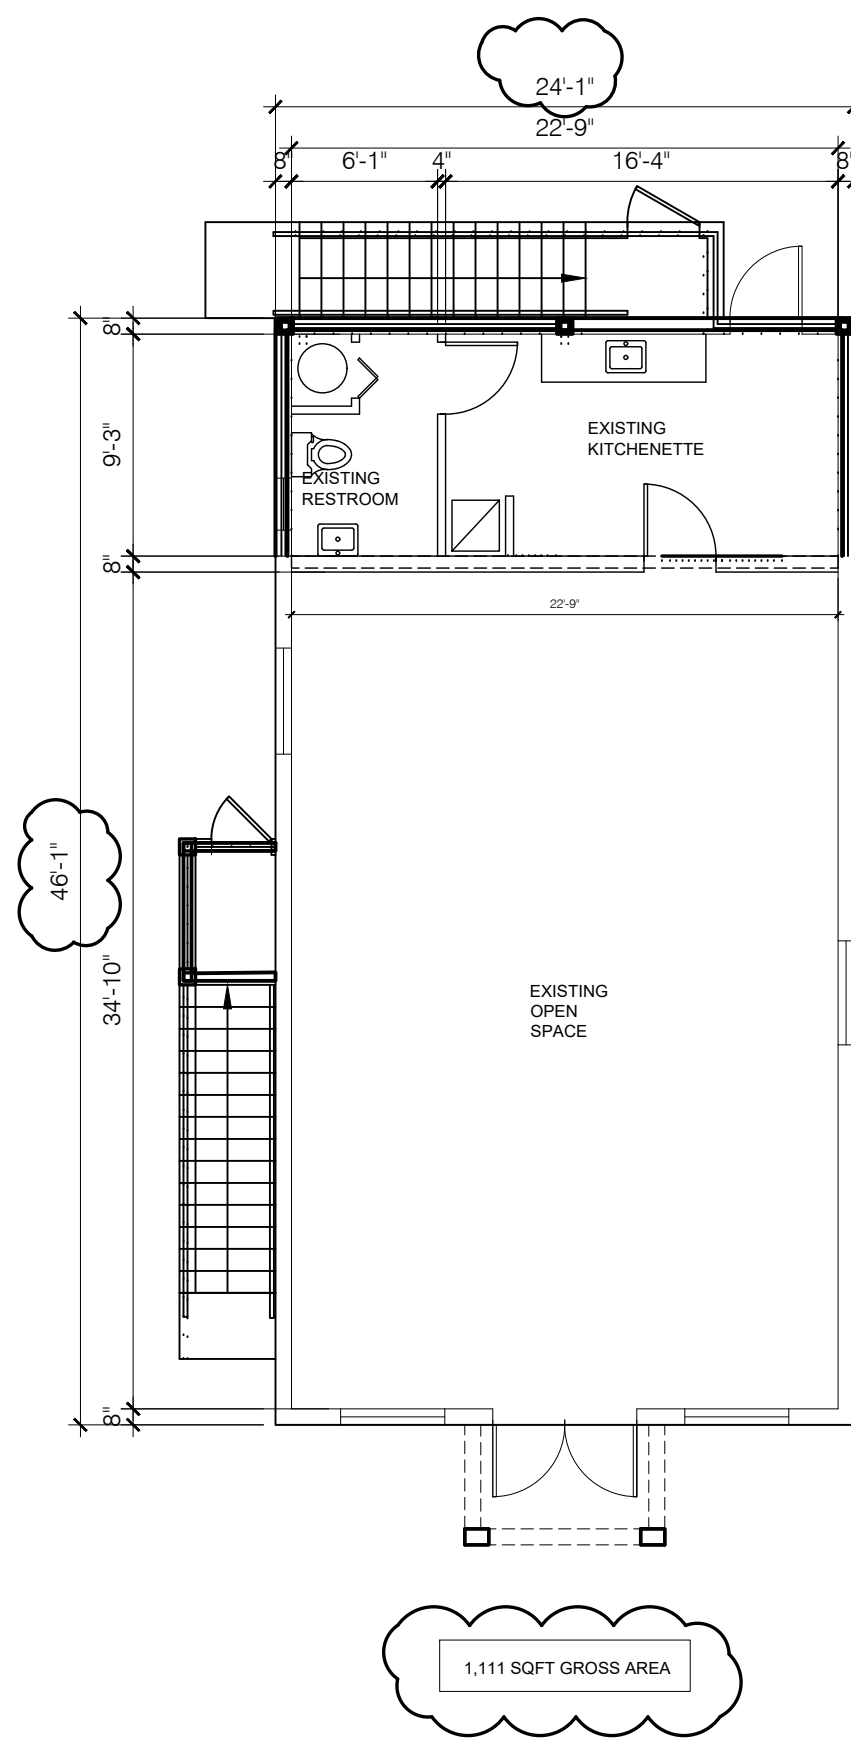 24'-1"
22'-9"
8"
6'-1"
4"
16'-4"
8"
8"
9'-3"
8"
EXISTING
KITCHENETTE
EXISTING
RESTROOM
22'-9"
46'-1"
34'-10"
EXISTING
OPEN
SPACE
8"
1,111 SQFT GROSS AREA